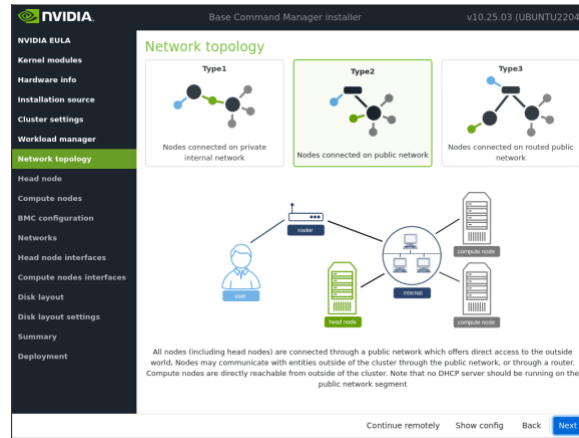 NVIDIA.
Base Command Manager installer
v10.25.03 (UBUNTU2204
NVIDIA EULA
Kernel modules
Hardware info
Installation source
Cluster settings
Workload manager
Network topology
Head node
Compute nodes
BMC configuration
Networks
Head node interfaces
Compute nodes interfaces
Disk layout
Disk layout settings
Summary
Deployment
Network topology
Type1
Nodes connected on private
internal network
Type2
Nodes connected on public network
Type3
Nodes connected on routed public
network
router
compute node
user
internal
head node
compute node
All nodes (including head nodes) are connected through a public network which offers direct access to the outside
world. Nodes may communicate with entities outside of the cluster through the public network, or through a router.
Compute nodes are directly reachable from outside of the cluster. Note that no DHCP server should be running on the
public network segment
Continue remotely
Show config
Back
Next